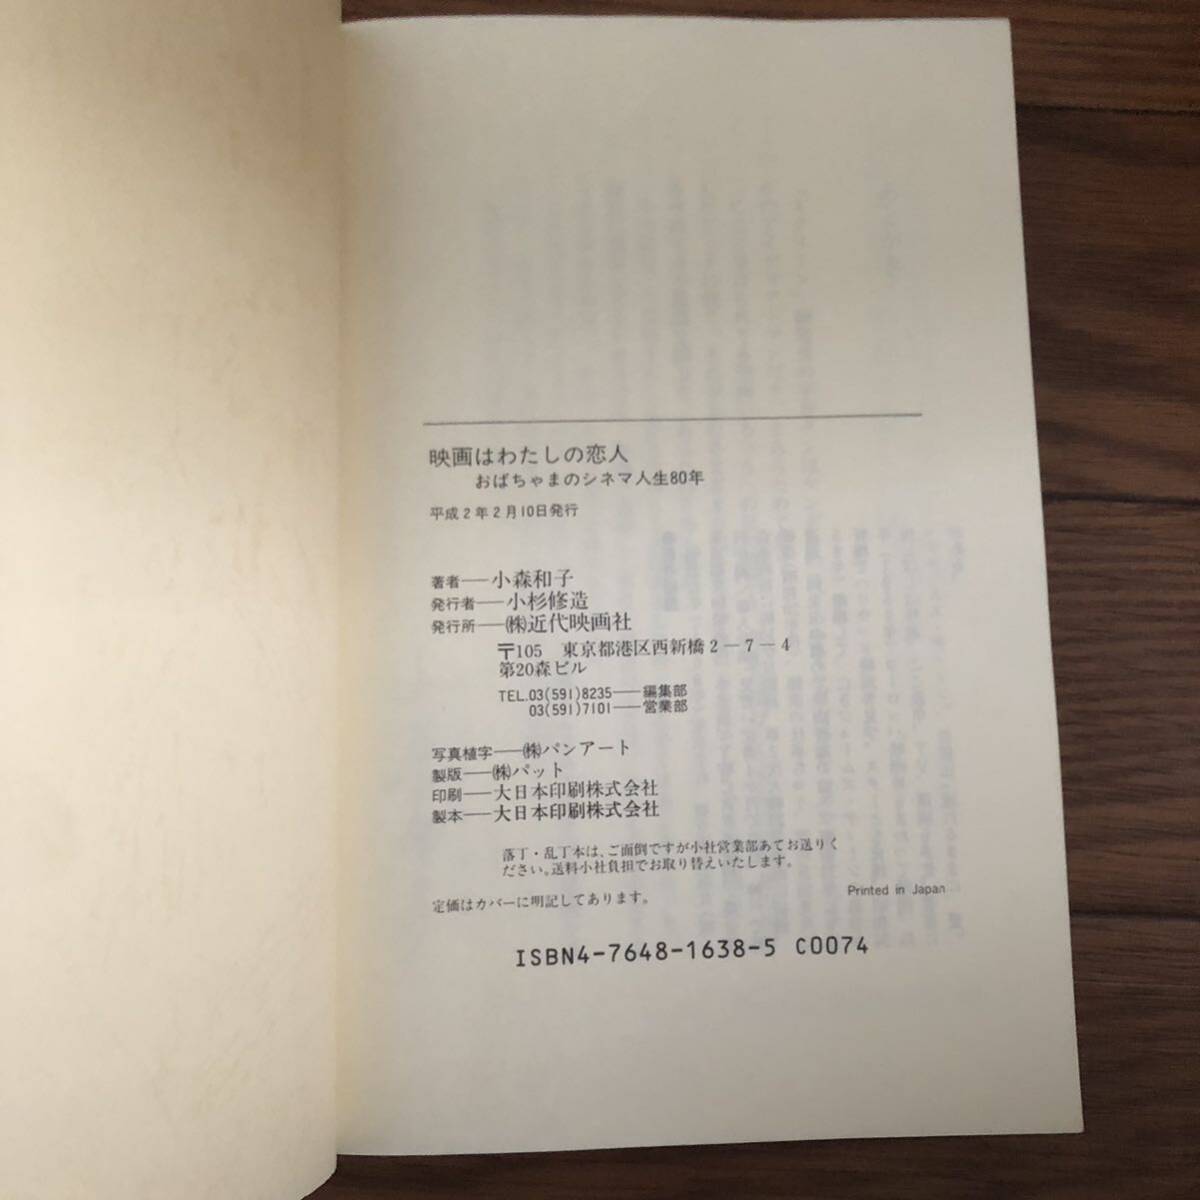 映画はわたしの恋人
おばちゃまのシネマ人生80年
平成2年2月10日発行
著者──小森和子
発行者──小杉修造
発行所──㈱近代映画社
〒105 東京都港区西新橋2−7−4
第20森ビル
TEL.03(591)8235──編集部
03(591)7101──営業部
写真植字──㈱パンアート
製版──㈱パット
印刷──大日本印刷株式会社
製本──大日本印刷株式会社
落丁・乱丁本は、ご面倒ですが小社営業部あてお送りく
ださい。送料小社負担でお取り替えいたします。
定価はカバーに明記してあります。
Printed in Japan
ISBN4-7648-1638-5 C0074